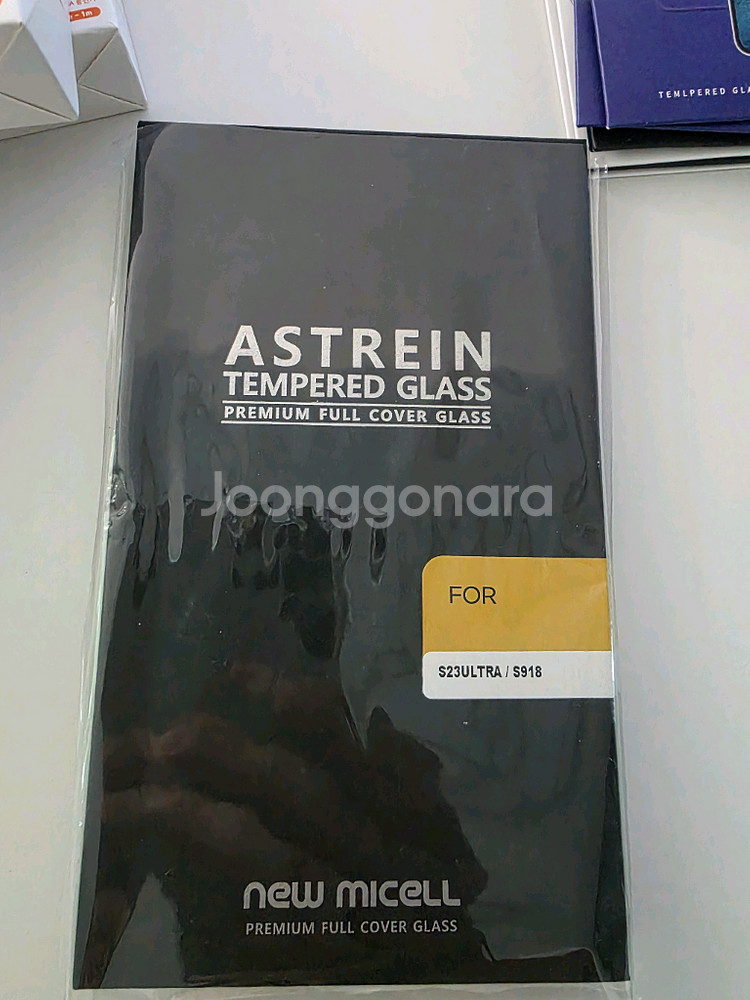 - 1m
TEMLPERED GLA
ASTREIN
TEMPERED GLASS
PREMIUM FULL COVER GLASS
Joonggonara
FOR
S23ULTRA / S918
new micell
PREMIUM FULL COVER GLASS